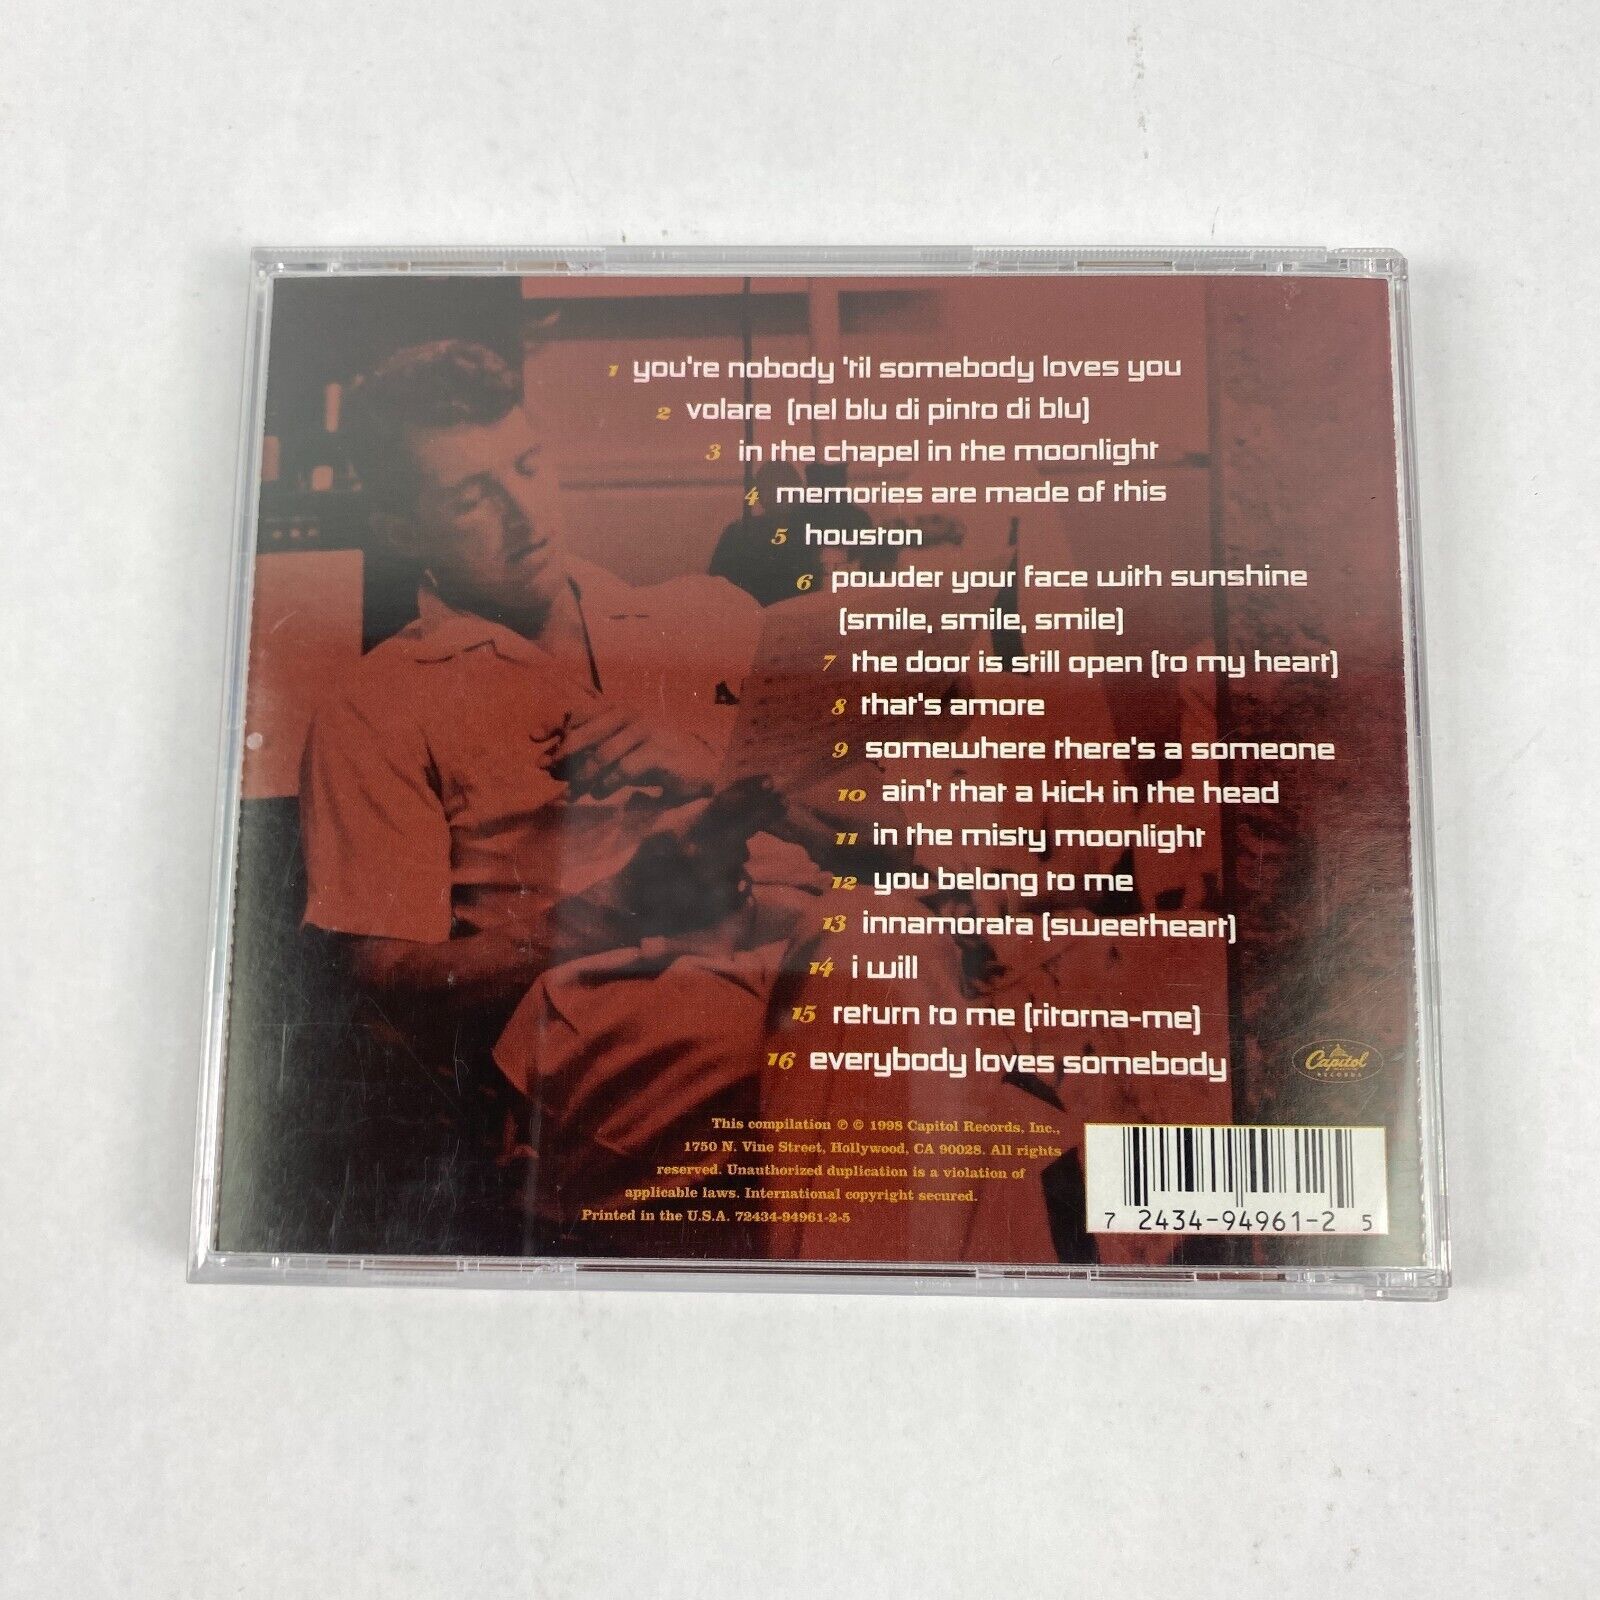 1 you're nobody 'til somebody loves you
2 volare (nel blu di pinto di blu)
3 in the chapel in the moonlight
4 memories are made of this
5 houston
6 powder your face with sunshine
(smile, smile, smile)
7 the door is still open (to my heart)
8 that's amore
9 somewhere there's a someone
10 ain't that a kick in the head
11 in the misty moonlight
12 you belong to me
13 innamorata (sweetheart)
14 i will
15 return to me (ritorna-me)
16 everybody loves somebody
Capitol
RECORDS
This compilation ℗ © 1998 Capitol Records, Inc.,
1750 N. Vine Street, Hollywood, CA 90028. All rights
reserved. Unauthorized duplication is a violation of
applicable laws. International copyright secured.
Printed in the U.S.A. 72434-94961-2-5
7 2434-94961-2 5